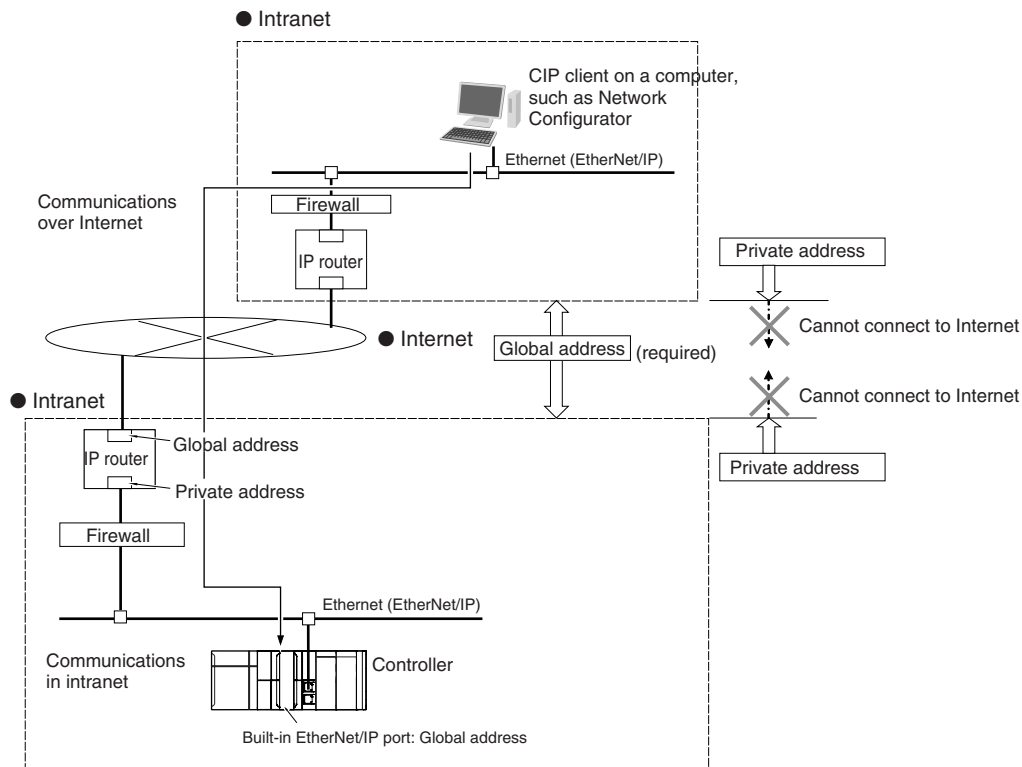 ● Intranet
CIP client on a computer,
such as Network
Configurator
Ethernet (EtherNet/IP)
Communications
over Internet
Firewall
IP router
Private address
Cannot connect to Internet
● Internet
Global address (required)
Cannot connect to Internet
Private address
● Intranet
Global address
IP router
Private address
Firewall
Ethernet (EtherNet/IP)
Communications
in intranet
Controller
Built-in EtherNet/IP port: Global address